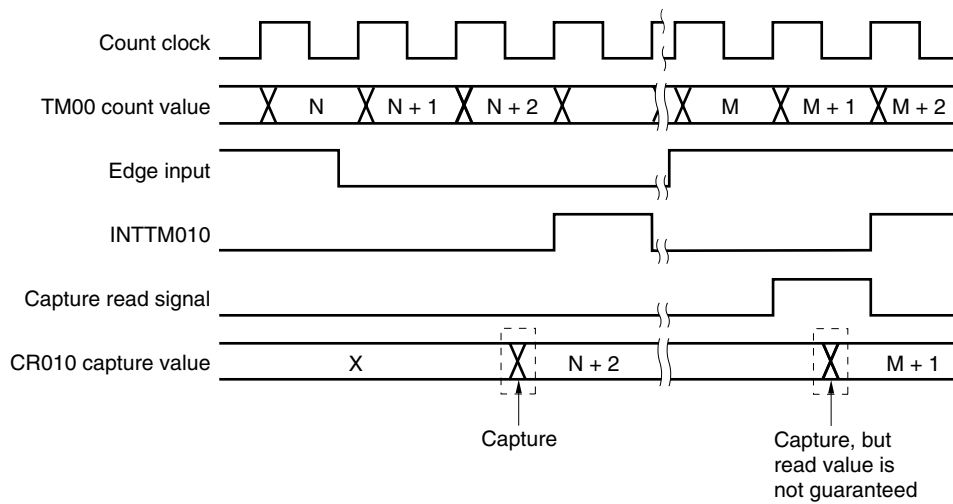 Count clock
TM00 count value
N
N + 1
N + 2
M
M + 1
M + 2
Edge input
INTTM010
Capture read signal
CR010 capture value
X
N + 2
M + 1
Capture
Capture, but
read value is
not guaranteed